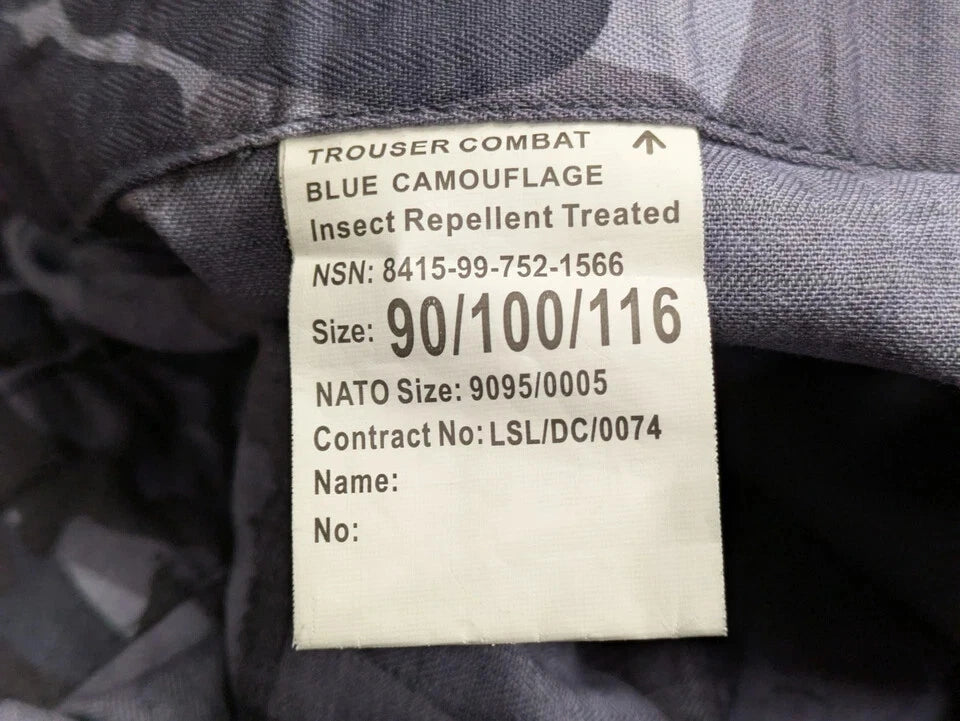 TROUSER COMBAT ↑
BLUE CAMOUFLAGE
Insect Repellent Treated
NSN: 8415-99-752-1566
Size: 90/100/116
NATO Size: 9095/0005
Contract No: LSL/DC/0074
Name:
No: